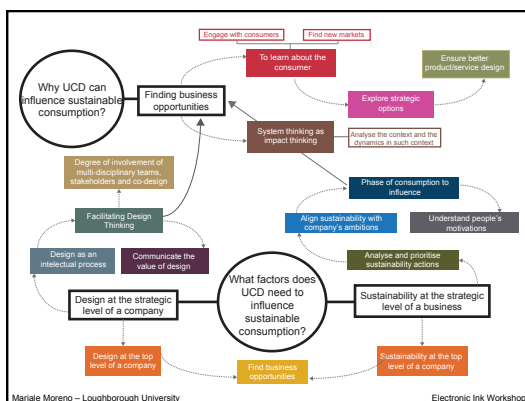 Engage with consumers
Find new markets
To learn about the
consumer
Ensure better
product/service design
Why UCD can
influence sustainable
consumption?
Finding business
opportunities
Explore strategic
options
System thinking as
impact thinking
Analyse the context and the
dynamics in such context
Degree of involvement of
multi-disciplinary teams,
stakeholders and co-design
Phase of consumption to
influence
Facilitating Design
Thinking
Align sustainability with
company's ambitions
Understand people's
motivations
Design as an
intelectual process
Communicate the
value of design
Analyse and prioritise
sustainability actions
What factors does
UCD need to
influence
sustainable
consumption?
Design at the strategic
level of a company
Sustainability at the strategic
level of a business
Design at the top
level of a company
Find business
opportunities
Sustainability at the top
level of a company
Mariale Moreno – Loughborough University
Electronic Ink Workshop